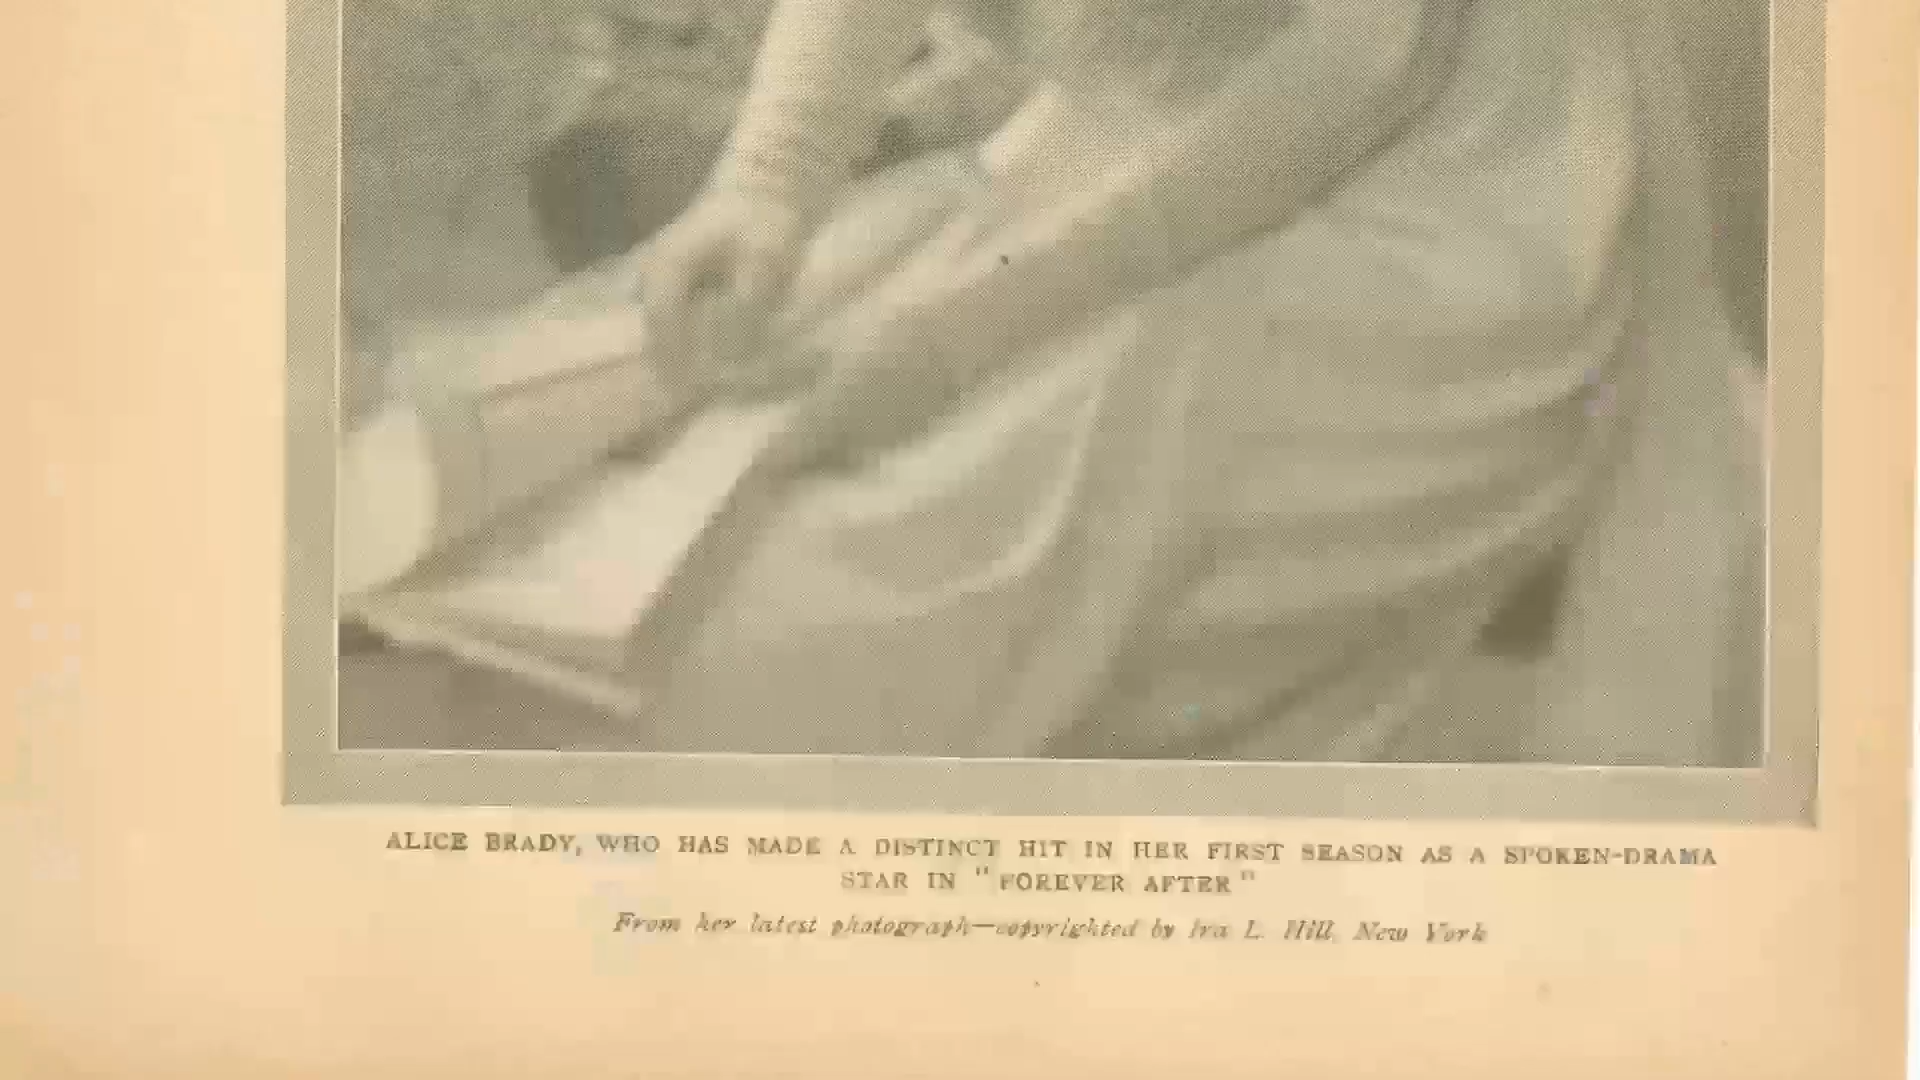 ALICE BRADY, WHO HAS MADE A DISTINCT HIT IN HER FIRST SEASON AS A SPOKEN-DRAMA
STAR IN "FOREVER AFTER"
From her latest photograph—copyrighted by Ira L. Hill, New York